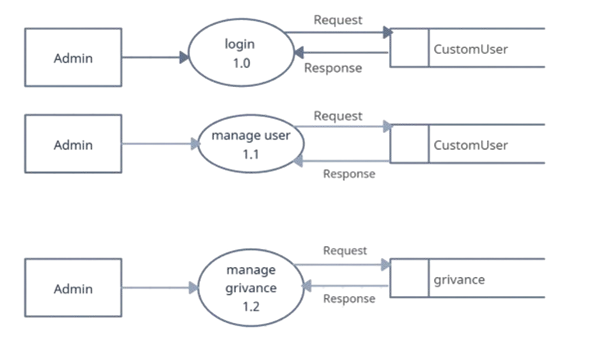 Request
Admin
login
1.0
CustomUser
Response
Request
Admin
manage user
1.1
CustomUser
Response
Request
Admin
manage
grivance
1.2
grivance
Response